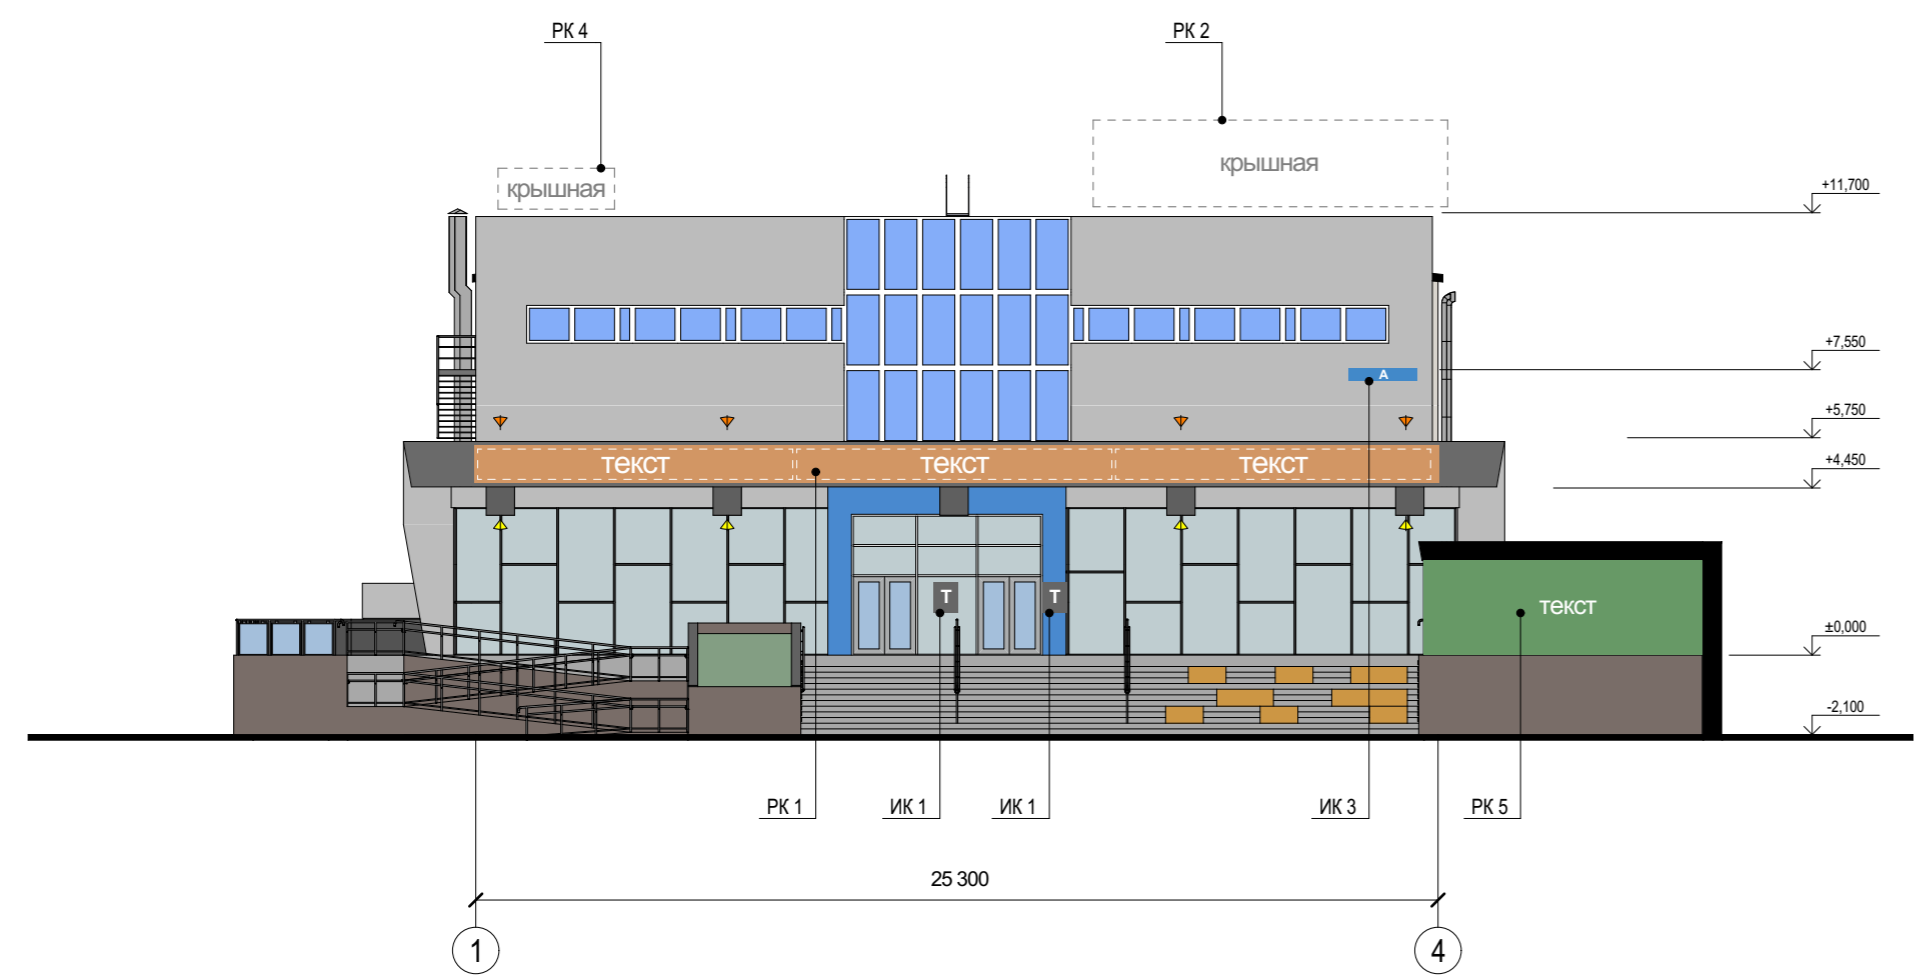 РК 4
РК 2
крышная
крышная
+11,700
+7,550
А
+5,750
текст
текст
текст
+4,450
Т
Т
текст
±0,000
-2,100
РК 1
ИК 1
ИК 1
ИК 3
РК 5
25 300
1
4